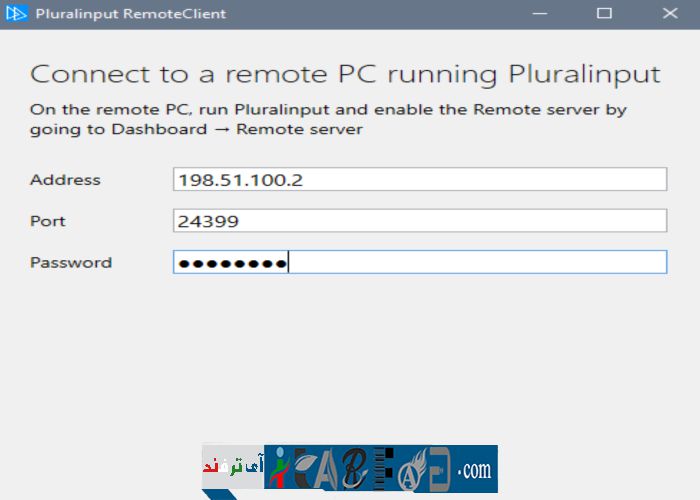 Pluralinput RemoteClient
Connect to a remote PC running Pluralinput
On the remote PC, run Pluralinput and enable the Remote server by
going to Dashboard → Remote server
Address 198.51.100.2
Port 24399
Password ●●●●●●●●
آی ترفند
.com